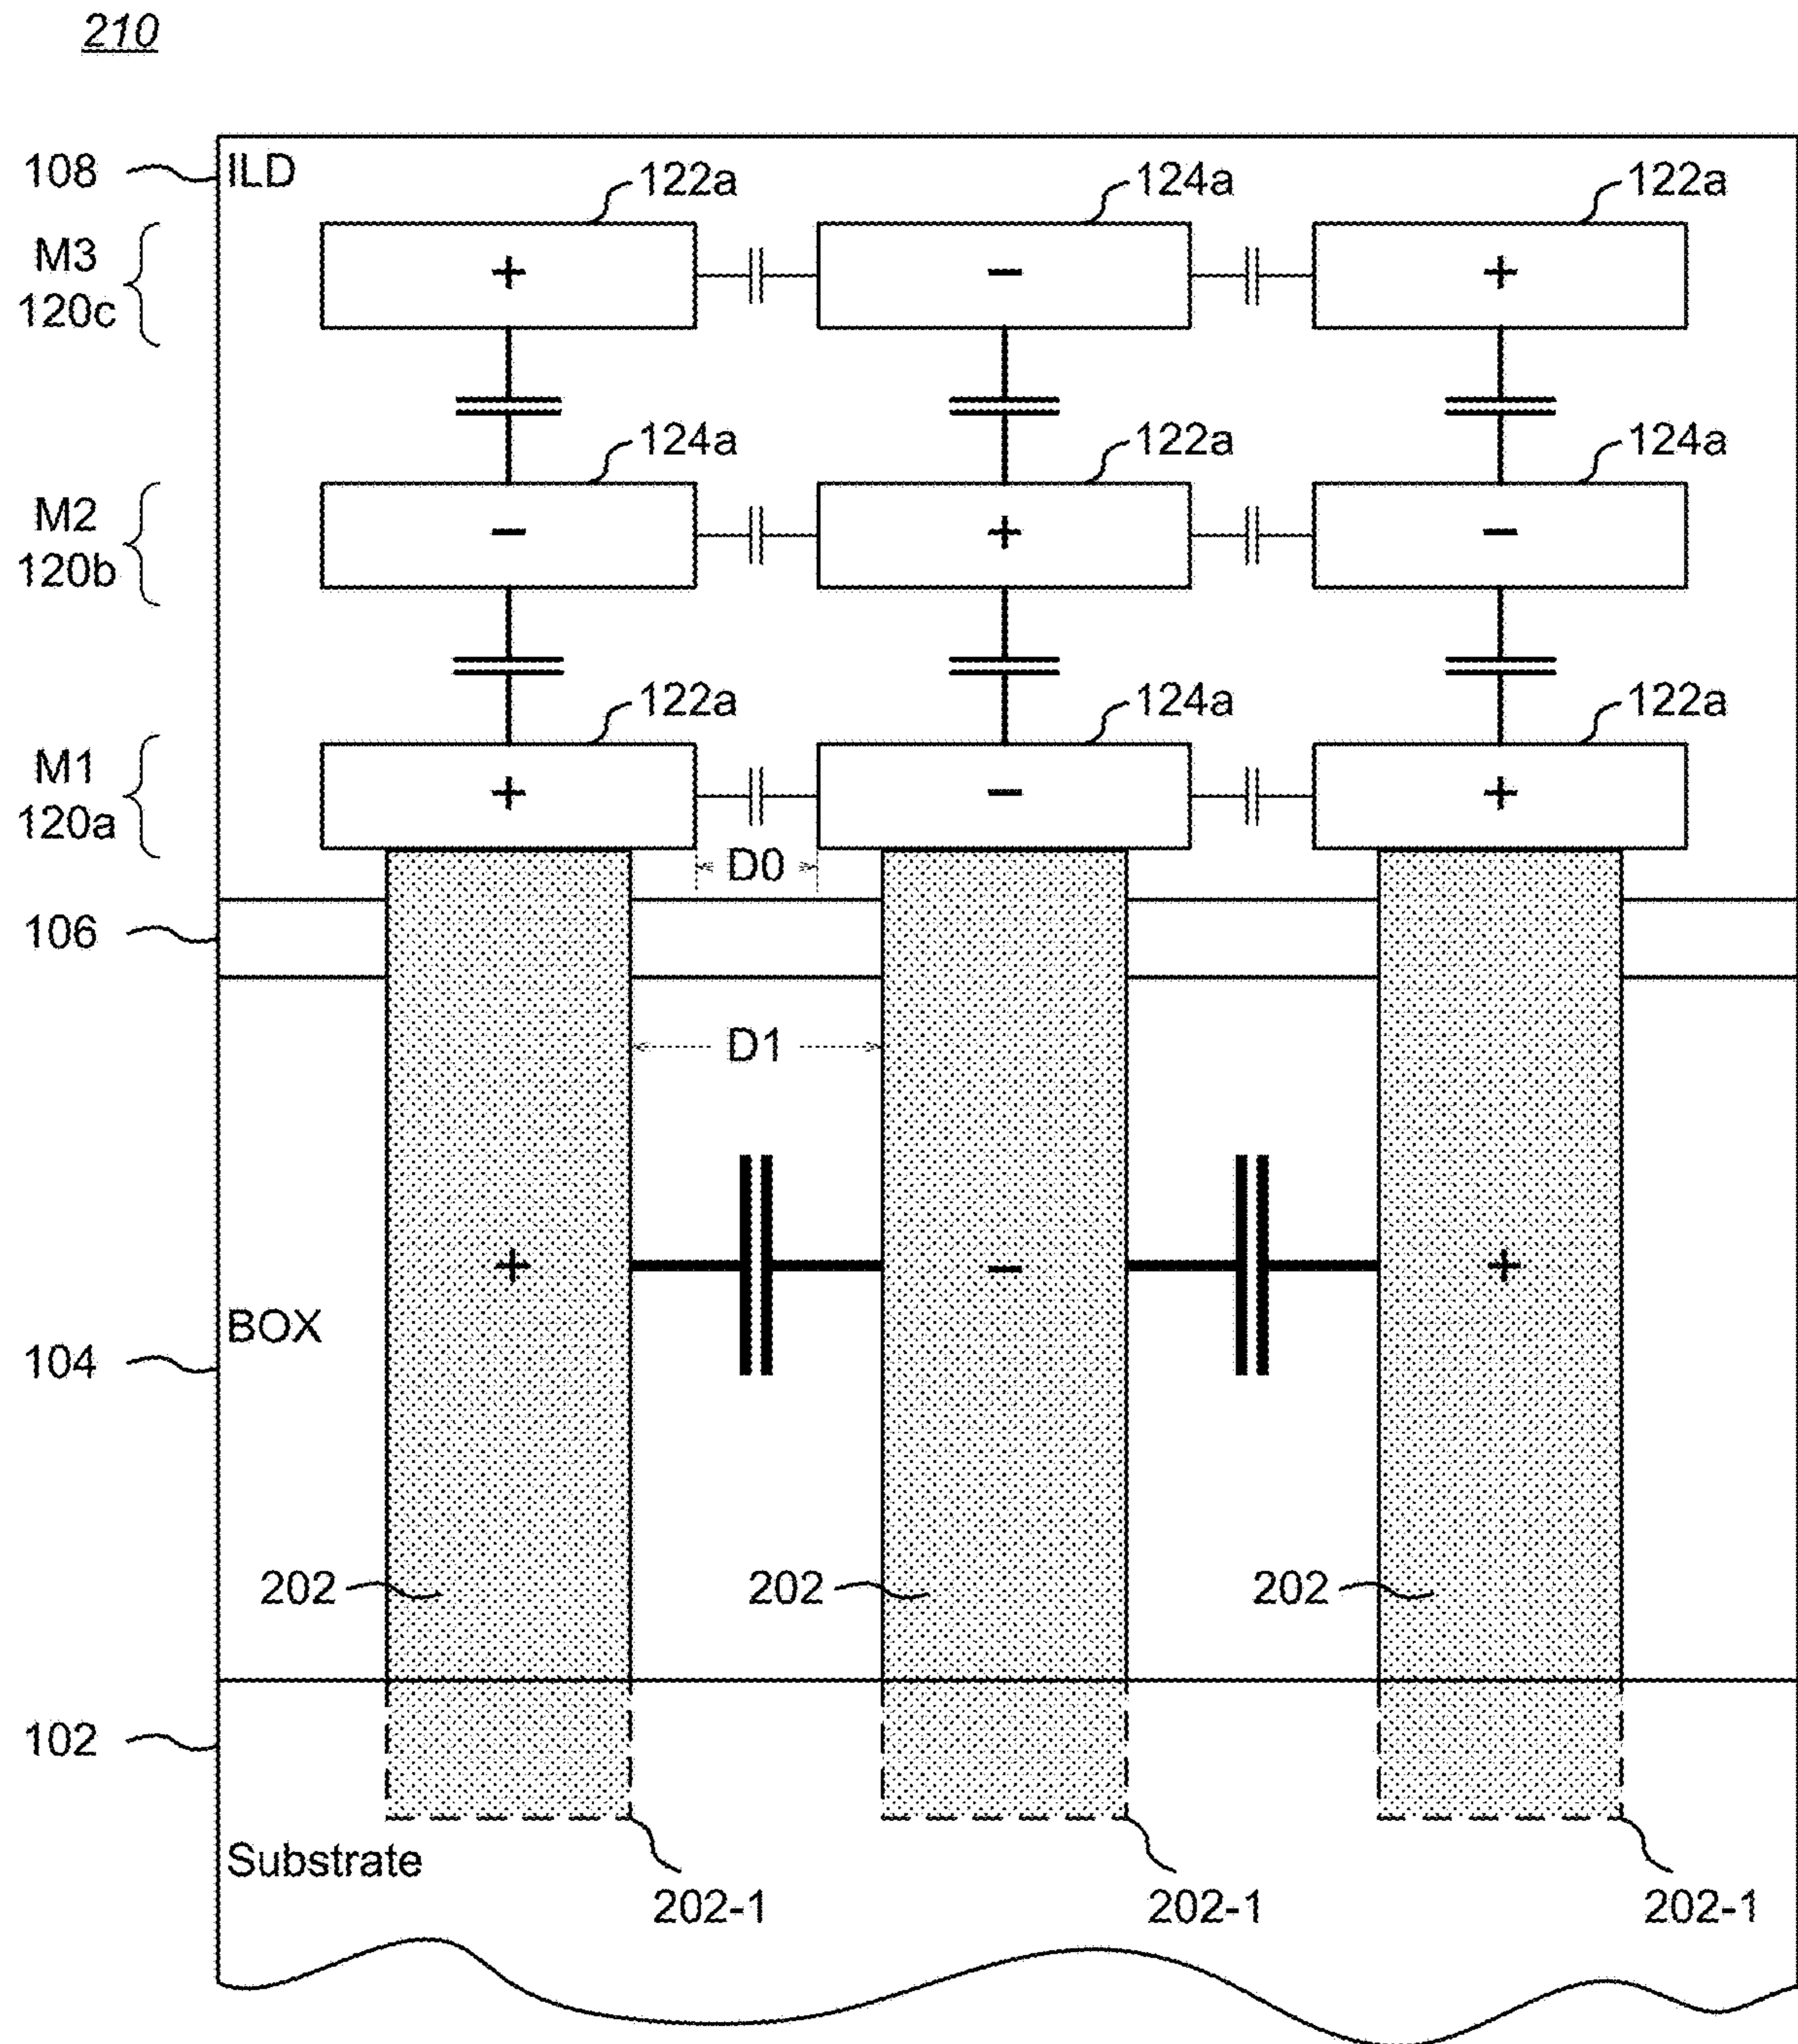 210
108
ILD
122a
124a
122a
M3
120c
+
−
+
124a
122a
124a
M2
120b
−
+
−
122a
124a
122a
M1
120a
+
−
+
D0
106
D1
+
−
+
BOX
104
202
202
202
102
Substrate
202-1
202-1
202-1